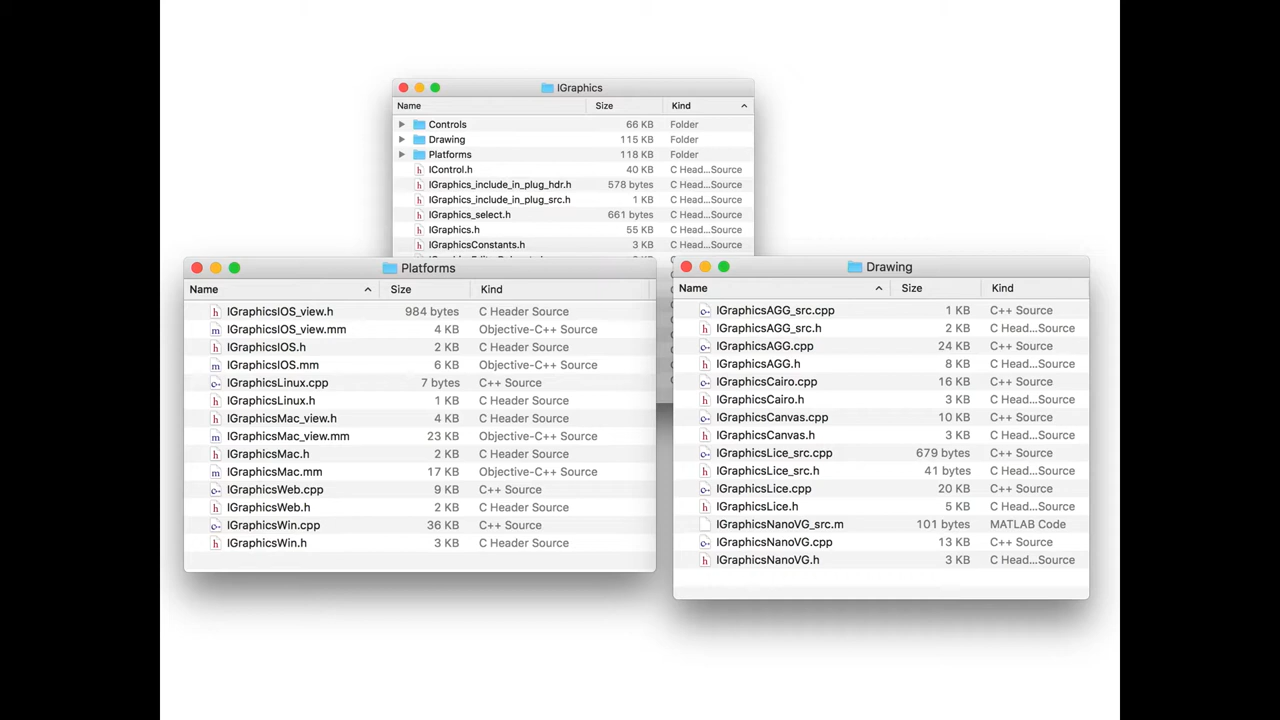 IGraphics
Name Size Kind
Controls 66 KB Folder
Drawing 115 KB Folder
Platforms 118 KB Folder
IControl.h 40 KB C Head...Source
IGraphics_include_in_plug_hdr.h 578 bytes C Head...Source
IGraphics_include_in_plug_src.h 1 KB C Head...Source
IGraphics_select.h 661 bytes C Head...Source
IGraphics.h 55 KB C Head...Source
IGraphicsConstants.h 3 KB C Head...Source
Platforms
Name Size Kind
IGraphicsIOS_view.h 984 bytes C Header Source
IGraphicsIOS_view.mm 4 KB Objective-C++ Source
IGraphicsIOS.h 2 KB C Header Source
IGraphicsIOS.mm 6 KB Objective-C++ Source
IGraphicsLinux.cpp 7 bytes C++ Source
IGraphicsLinux.h 1 KB C Header Source
IGraphicsMac_view.h 4 KB C Header Source
IGraphicsMac_view.mm 23 KB Objective-C++ Source
IGraphicsMac.h 2 KB C Header Source
IGraphicsMac.mm 17 KB Objective-C++ Source
IGraphicsWeb.cpp 9 KB C++ Source
IGraphicsWeb.h 2 KB C Header Source
IGraphicsWin.cpp 36 KB C++ Source
IGraphicsWin.h 3 KB C Header Source
Drawing
Name Size Kind
IGraphicsAGG_src.cpp 1 KB C++ Source
IGraphicsAGG_src.h 2 KB C Head...Source
IGraphicsAGG.cpp 24 KB C++ Source
IGraphicsAGG.h 8 KB C Head...Source
IGraphicsCairo.cpp 16 KB C++ Source
IGraphicsCairo.h 3 KB C Head...Source
IGraphicsCanvas.cpp 10 KB C++ Source
IGraphicsCanvas.h 3 KB C Head...Source
IGraphicsLice_src.cpp 679 bytes C++ Source
IGraphicsLice_src.h 41 bytes C Head...Source
IGraphicsLice.cpp 20 KB C++ Source
IGraphicsLice.h 5 KB C Head...Source
IGraphicsNanoVG_src.m 101 bytes MATLAB Code
IGraphicsNanoVG.cpp 13 KB C++ Source
IGraphicsNanoVG.h 3 KB C Head...Source